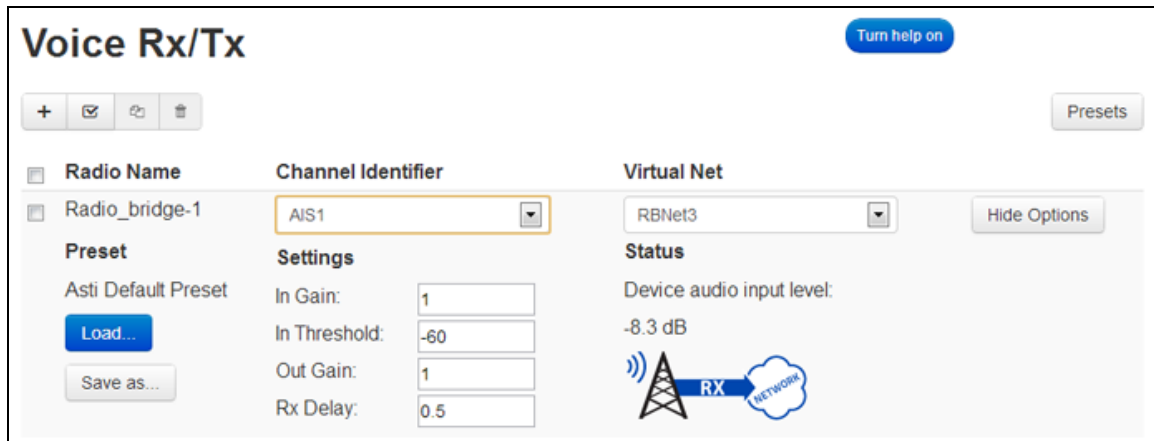 Voice Rx/Tx
Turn help on
Presets
Radio Name Channel Identifier Virtual Net
Radio_bridge-1 AIS1 RBNet3 Hide Options
Preset Settings Status
Asti Default Preset In Gain: 1 Device audio input level:
Load... In Threshold: -60 -8.3 dB
Save as... Out Gain: 1 RX NETWORK
Rx Delay: 0.5